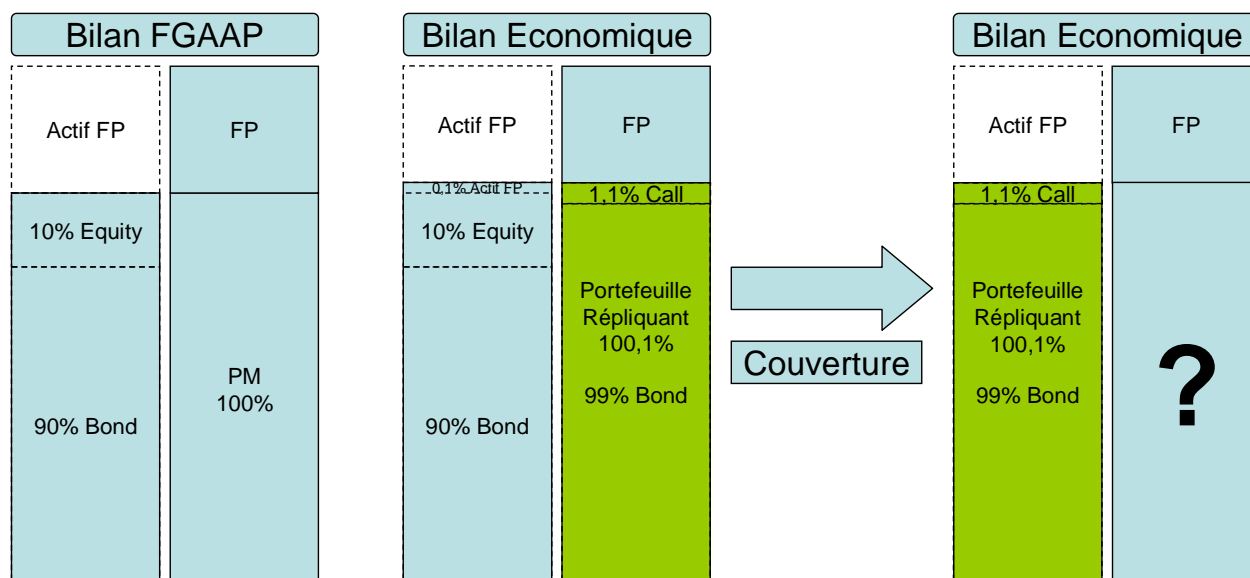 Bilan FGAAP
Bilan Economique
Bilan Economique
Actif FP
FP
Actif FP
FP
Actif FP
FP
0,1% Actif FP
1,1% Call
1,1% Call
10% Equity
10% Equity
Portefeuille
Répliquant
100,1%
Portefeuille
Répliquant
100,1%
Couverture
PM
100%
99% Bond
99% Bond
?
90% Bond
90% Bond